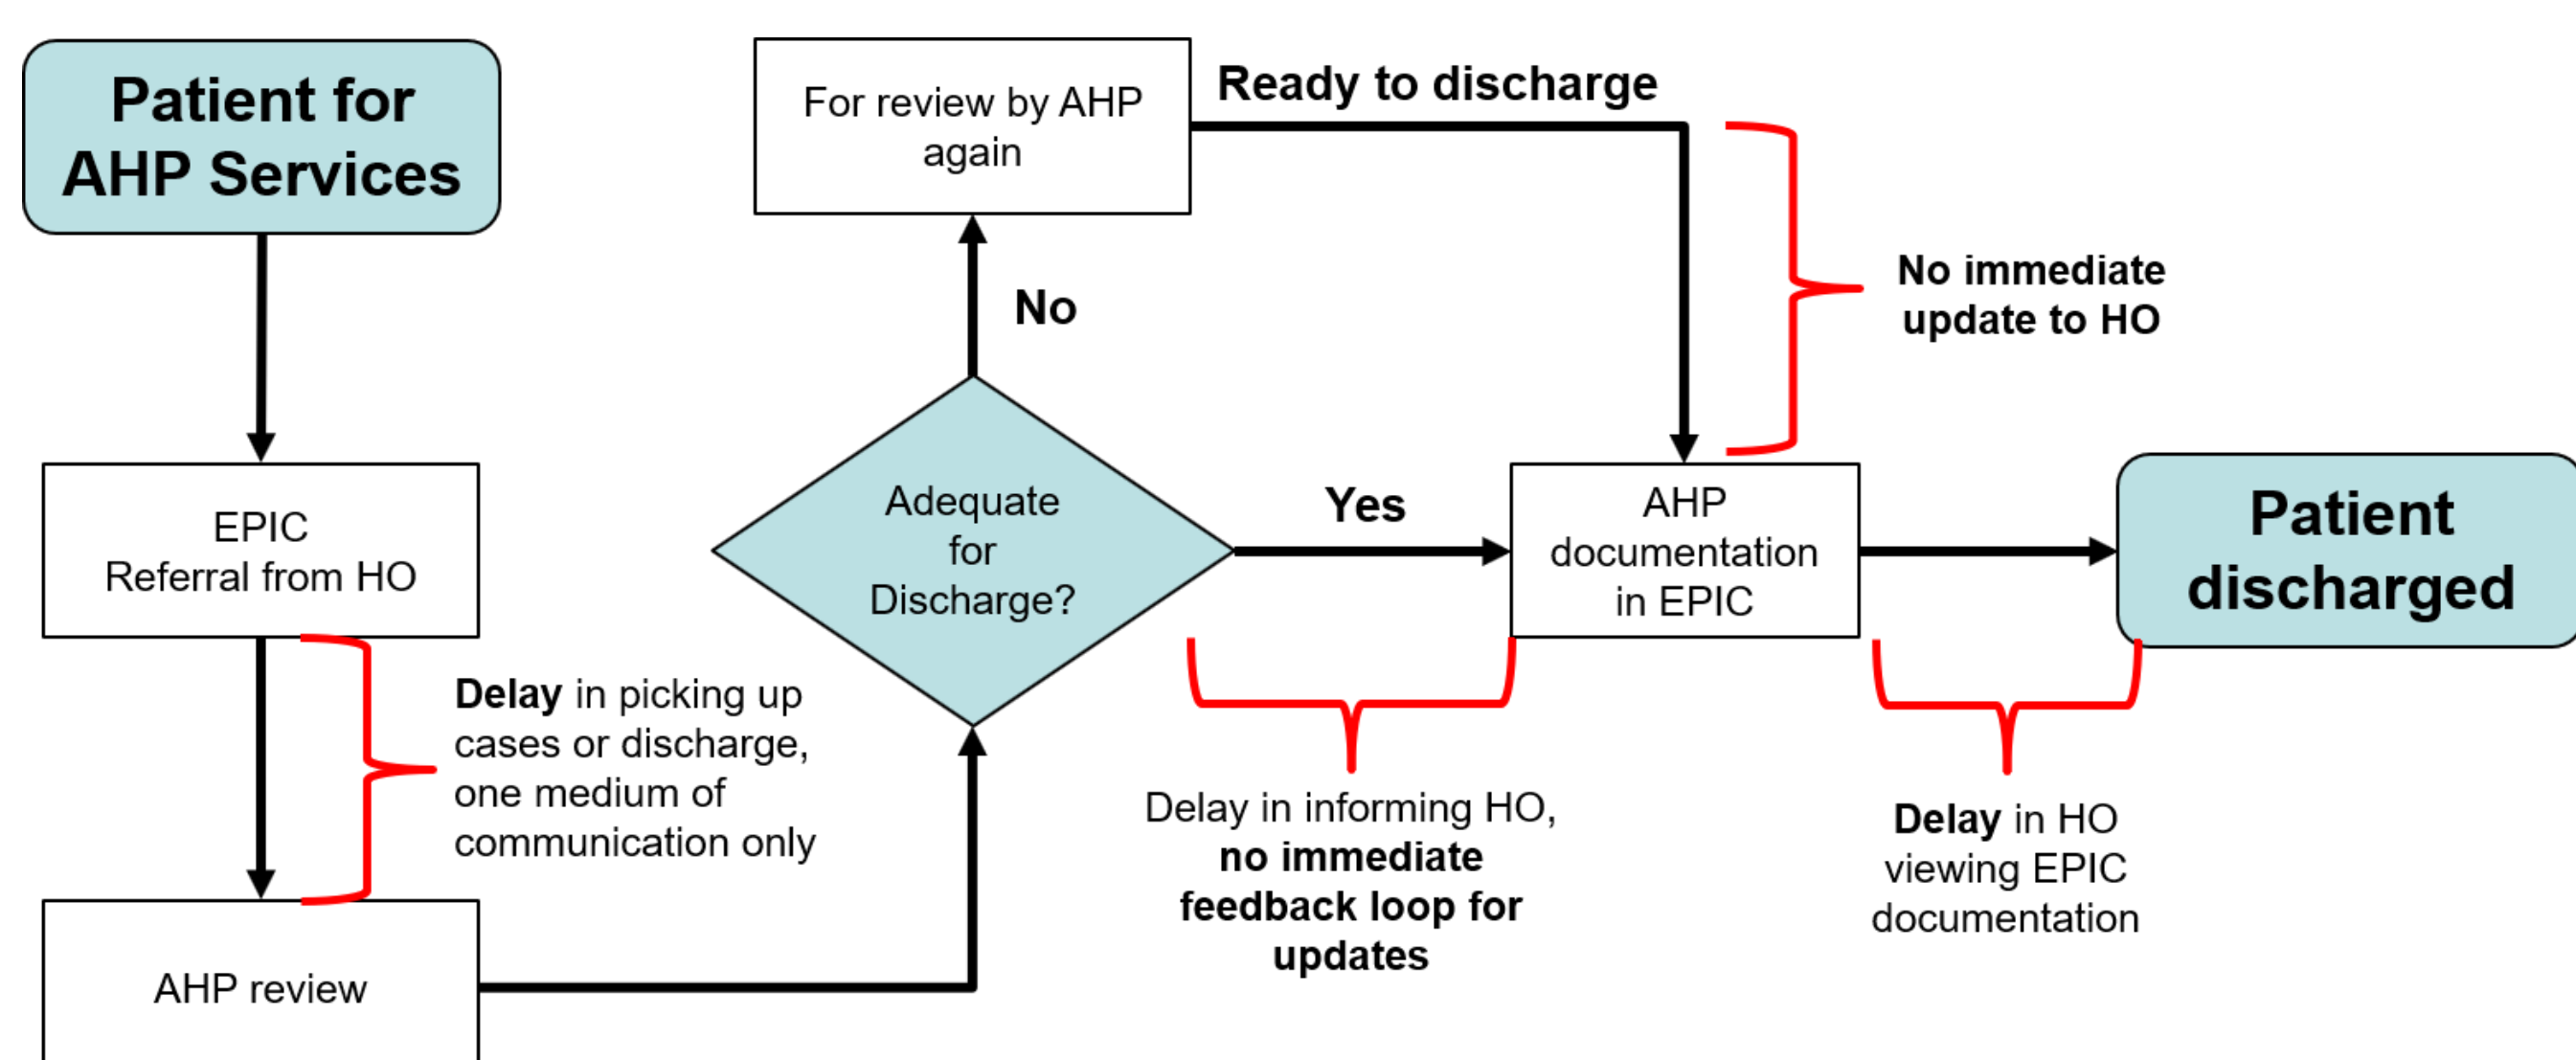 Patient for
AHP Services
EPIC
Referral from HO
Delay in picking up
cases or discharge,
one medium of
communication only
AHP review
For review by AHP
again
Ready to discharge
No
Adequate
for
Discharge?
Yes
No immediate
update to HO
AHP
documentation
in EPIC
Delay in informing HO,
no immediate
feedback loop for
updates
Patient
discharged
Delay in HO
viewing EPIC
documentation